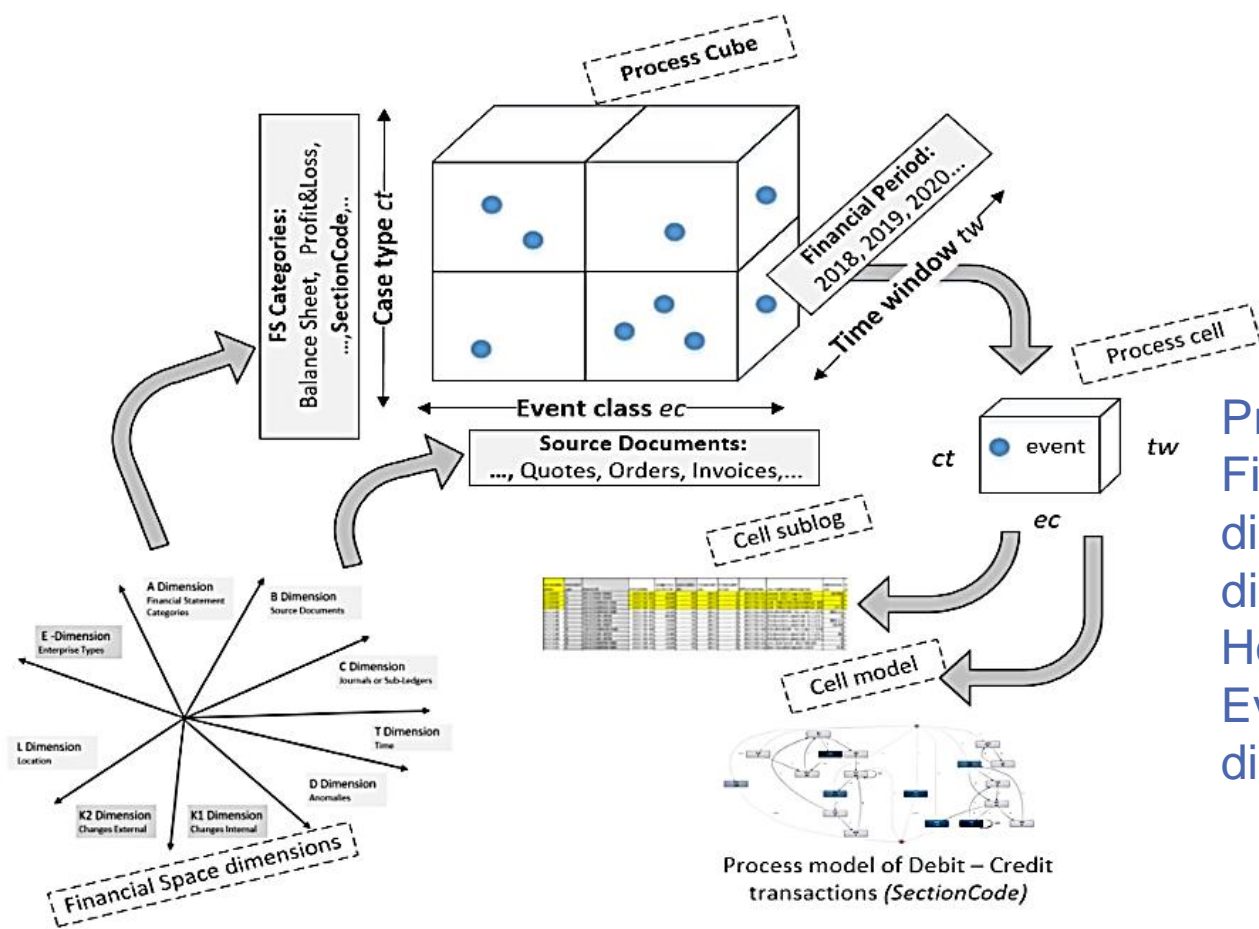 Process Cube
FS Categories:
Balance Sheet, Profit&Loss,
...,SectionCode,..
Case type ct
Financial Period:
2018, 2019, 2020...
Time window tw
Event class ec
Source Documents:
..., Quotes, Orders, Invoices,...
Process cell
ct
event
tw
ec
Cell sublog
Cell model
Process model of Debit – Credit
transactions (SectionCode)
A Dimension
Financial Statement
Categories
B Dimension
Source Documents
E -Dimension
Enterprise Types
C Dimension
Journals or Sub-Ledgers
T Dimension
Time
L Dimension
Location
D Dimension
Anomalies
K2 Dimension
Changes External
K1 Dimension
Changes Internal
Financial Space dimensions
Pr
Fi
di
di
H
Ev
di